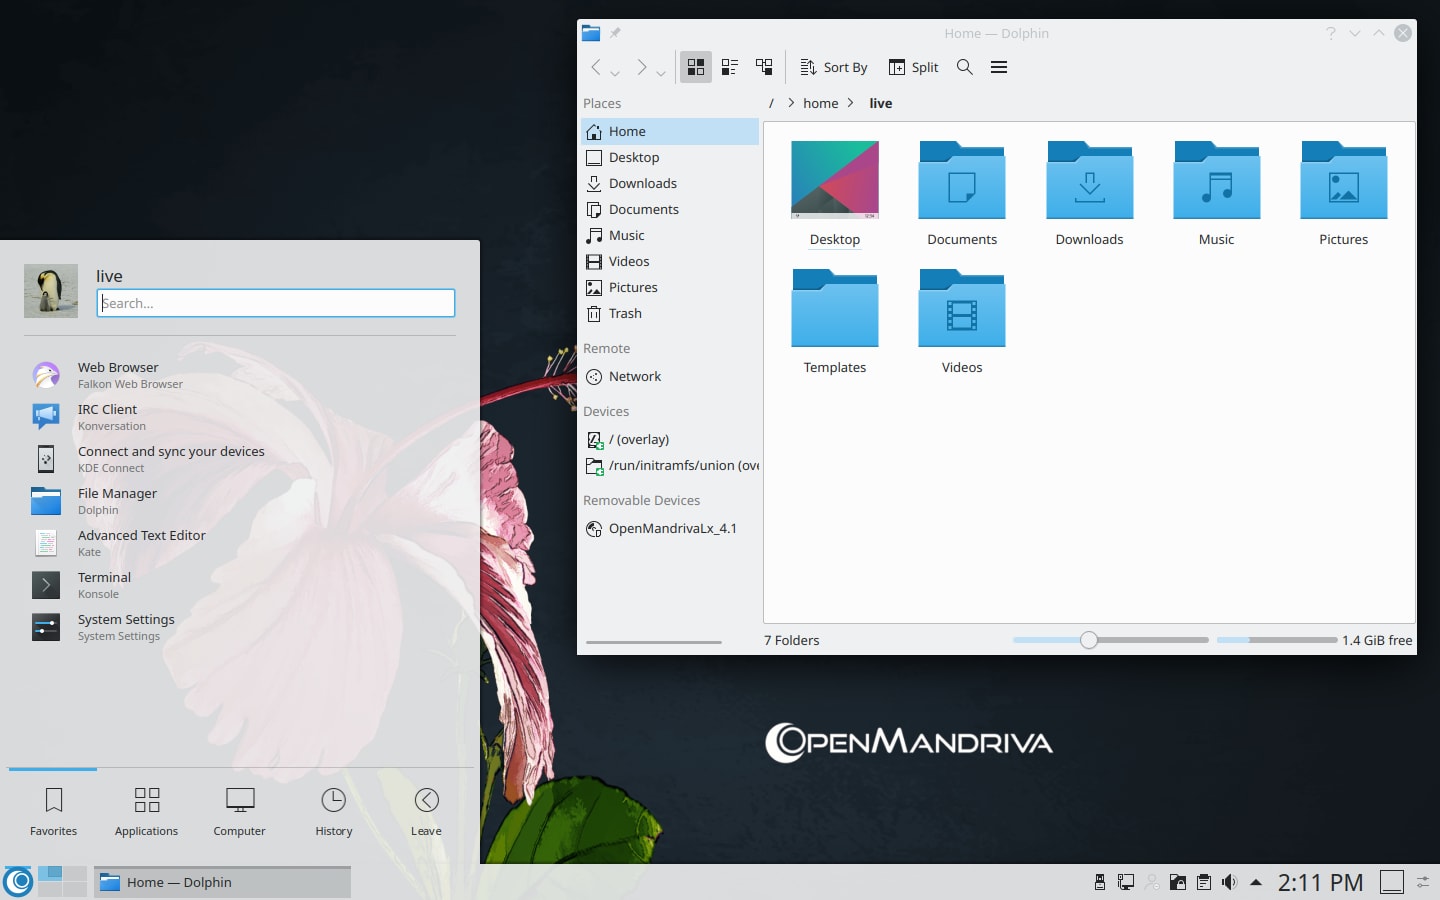 Home — Dolphin
Sort By
Split
Places
/ home live
Home
Desktop
Downloads
Documents
Music
Videos
Pictures
Trash
Remote
Network
Devices
/ (overlay)
/run/initramfs/union (ove
Removable Devices
OpenMandrivaLx_4.1
Desktop
Documents
Downloads
Music
Pictures
Templates
Videos
7 Folders
1.4 GiB free
live
Search...
Web Browser
Falkon Web Browser
IRC Client
Konversation
Connect and sync your devices
KDE Connect
File Manager
Dolphin
Advanced Text Editor
Kate
Terminal
Konsole
System Settings
System Settings
Favorites
Applications
Computer
History
Leave
OPENMANDRIVA
Home — Dolphin
2:11 PM